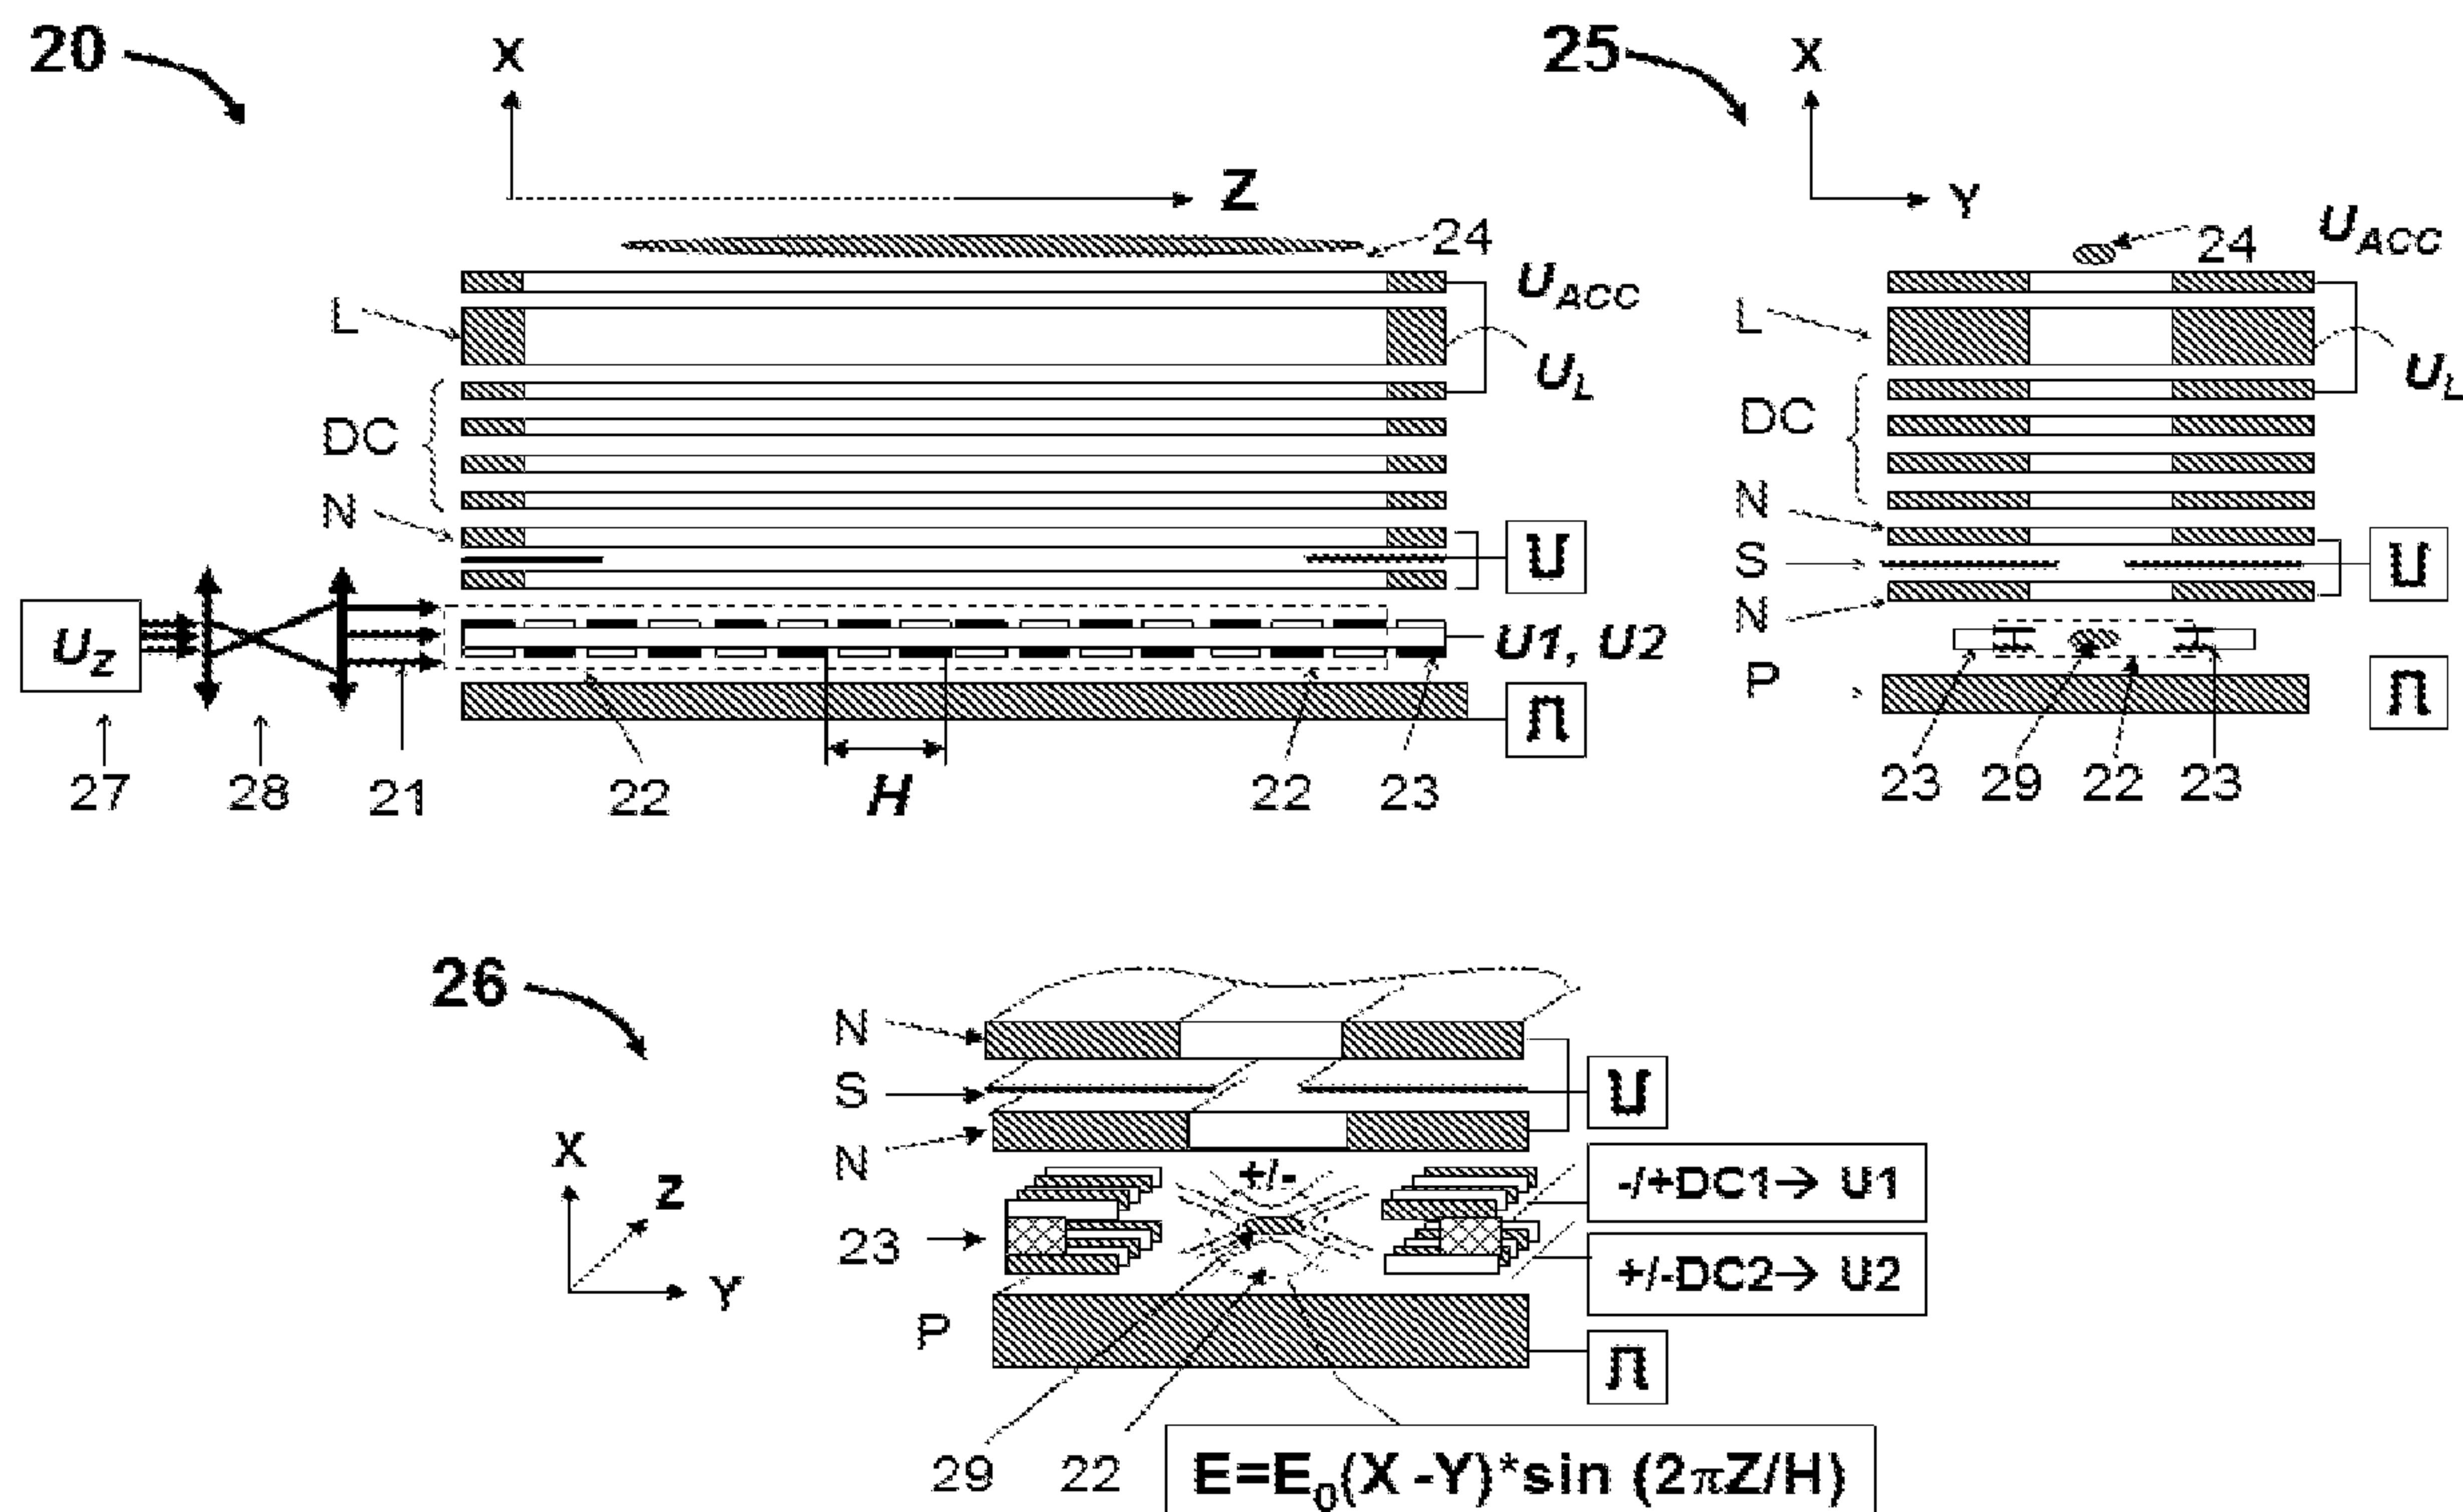 20
X
Z
24
U_ACC
L
U_L
DC
N
U_Z
U1, U2
27
28
21
22
H
22
23
25
X
Y
24
U_ACC
L
U_L
DC
N
S
N
P
23
29
22
23
26
N
S
N
X
Z
Y
23
P
+/-
-/+DC1→ U1
+/-DC2→ U2
29
22
E=E₀(X -Y)*sin (2πZ/H)